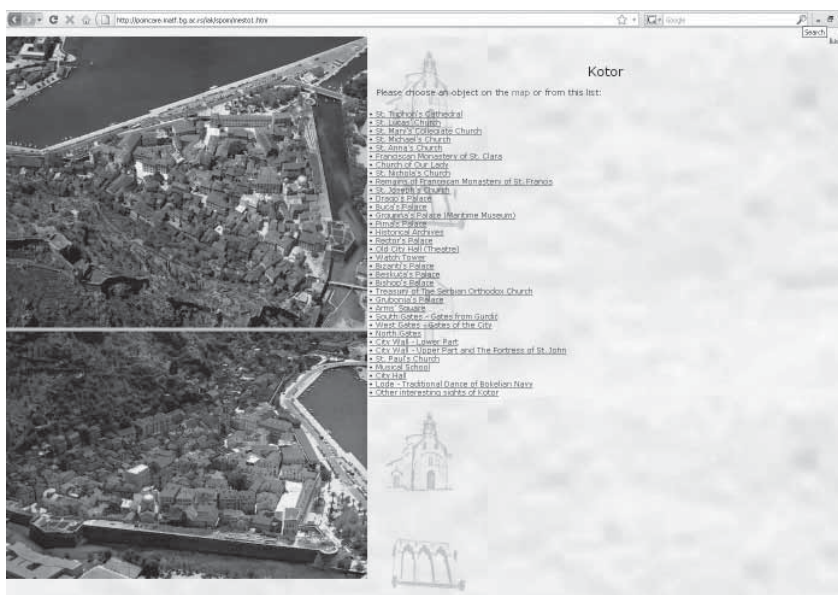 http://poincare.matf.bg.ac.rs/
Google
Search
Kotor
Please choose an object on the map or from this list:
• St. Triphon's Cathedral
• St. Lucas' Church
• St. Mary's Collegiate Church
• St. Michael's Church
• St. Anna's Church
• Franciscan Monastery of St. Clara
• Church of Our Lady
• St. Nichola's Church
• Remains of Franciscan Monastery of St. Francis
• St. Joseph's Church
• Drago's Palace
• Buća's Palace
• Grgurina's Palace (Maritime Museum)
• Pima's Palace
• Historical Archives
• Rector's Palace
• Old City Hall (Theatre)
• Watch Tower
• Bizanti's Palace
• Beskuća's Palace
• Bishop's Palace
• Treasury of The Serbian Orthodox Church
• Grubonia's Palace
• Arms' Square
• South Gates - Gates from Gurdić
• West Gates - Gates of the City
• North Gates
• City Wall - Lower Part
• City Wall - Upper Part and The Fortress of St. John
• St. Paul's Church
• Musical School
• City Hall
• Lode - Traditional Dance of Bokelian Navy
• Other interesting sights of Kotor